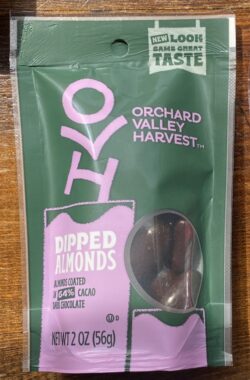 NEW LOOK
SAME GREAT
TASTE
OVH
ORCHARD
VALLEY
HARVEST™
DIPPED
ALMONDS
ALMONDS COATED
IN 64% CACAO
DARK CHOCOLATE
U D
NET WT 2 OZ (56g)